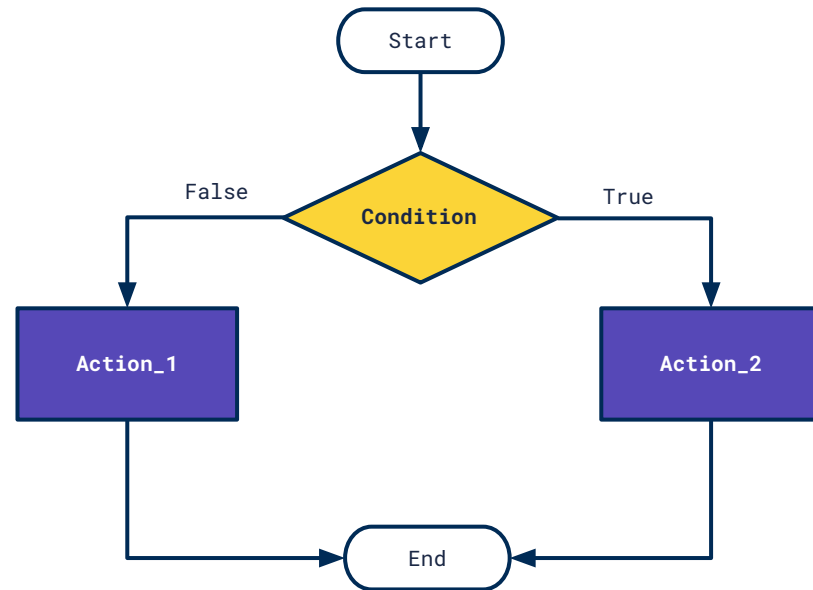 Start
False
True
Condition
Action_1
Action_2
End